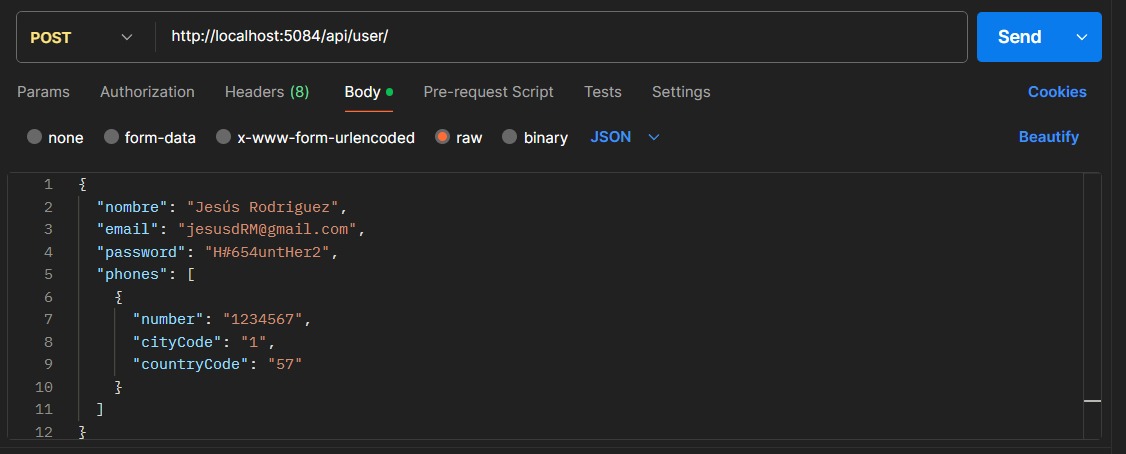 POST http://localhost:5084/api/user/ Send
Params Authorization Headers (8) Body Pre-request Script Tests Settings Cookies
none form-data x-www-form-urlencoded raw binary JSON Beautify
1 {
2 "nombre": "Jesús Rodriguez",
3 "email": "jesusdRM@gmail.com",
4 "password": "H#654untHer2",
5 "phones": [
6 {
7 "number": "1234567",
8 "cityCode": "1",
9 "countryCode": "57"
10 }
11 ]
12 }